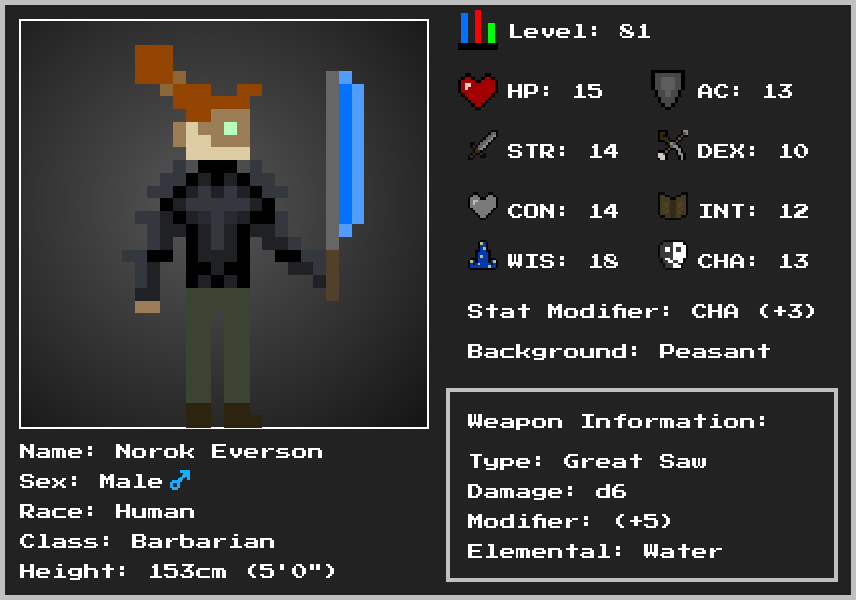 Level: 81
HP: 15 AC: 13
STR: 14 DEX: 10
CON: 14 INT: 12
WIS: 18 CHA: 13
Stat Modifier: CHA (+3)
Background: Peasant
Weapon Information:
Type: Great Saw
Damage: d6
Modifier: (+5)
Elemental: Water
Name: Norok Everson
Sex: Male♂
Race: Human
Class: Barbarian
Height: 153cm (5'0")